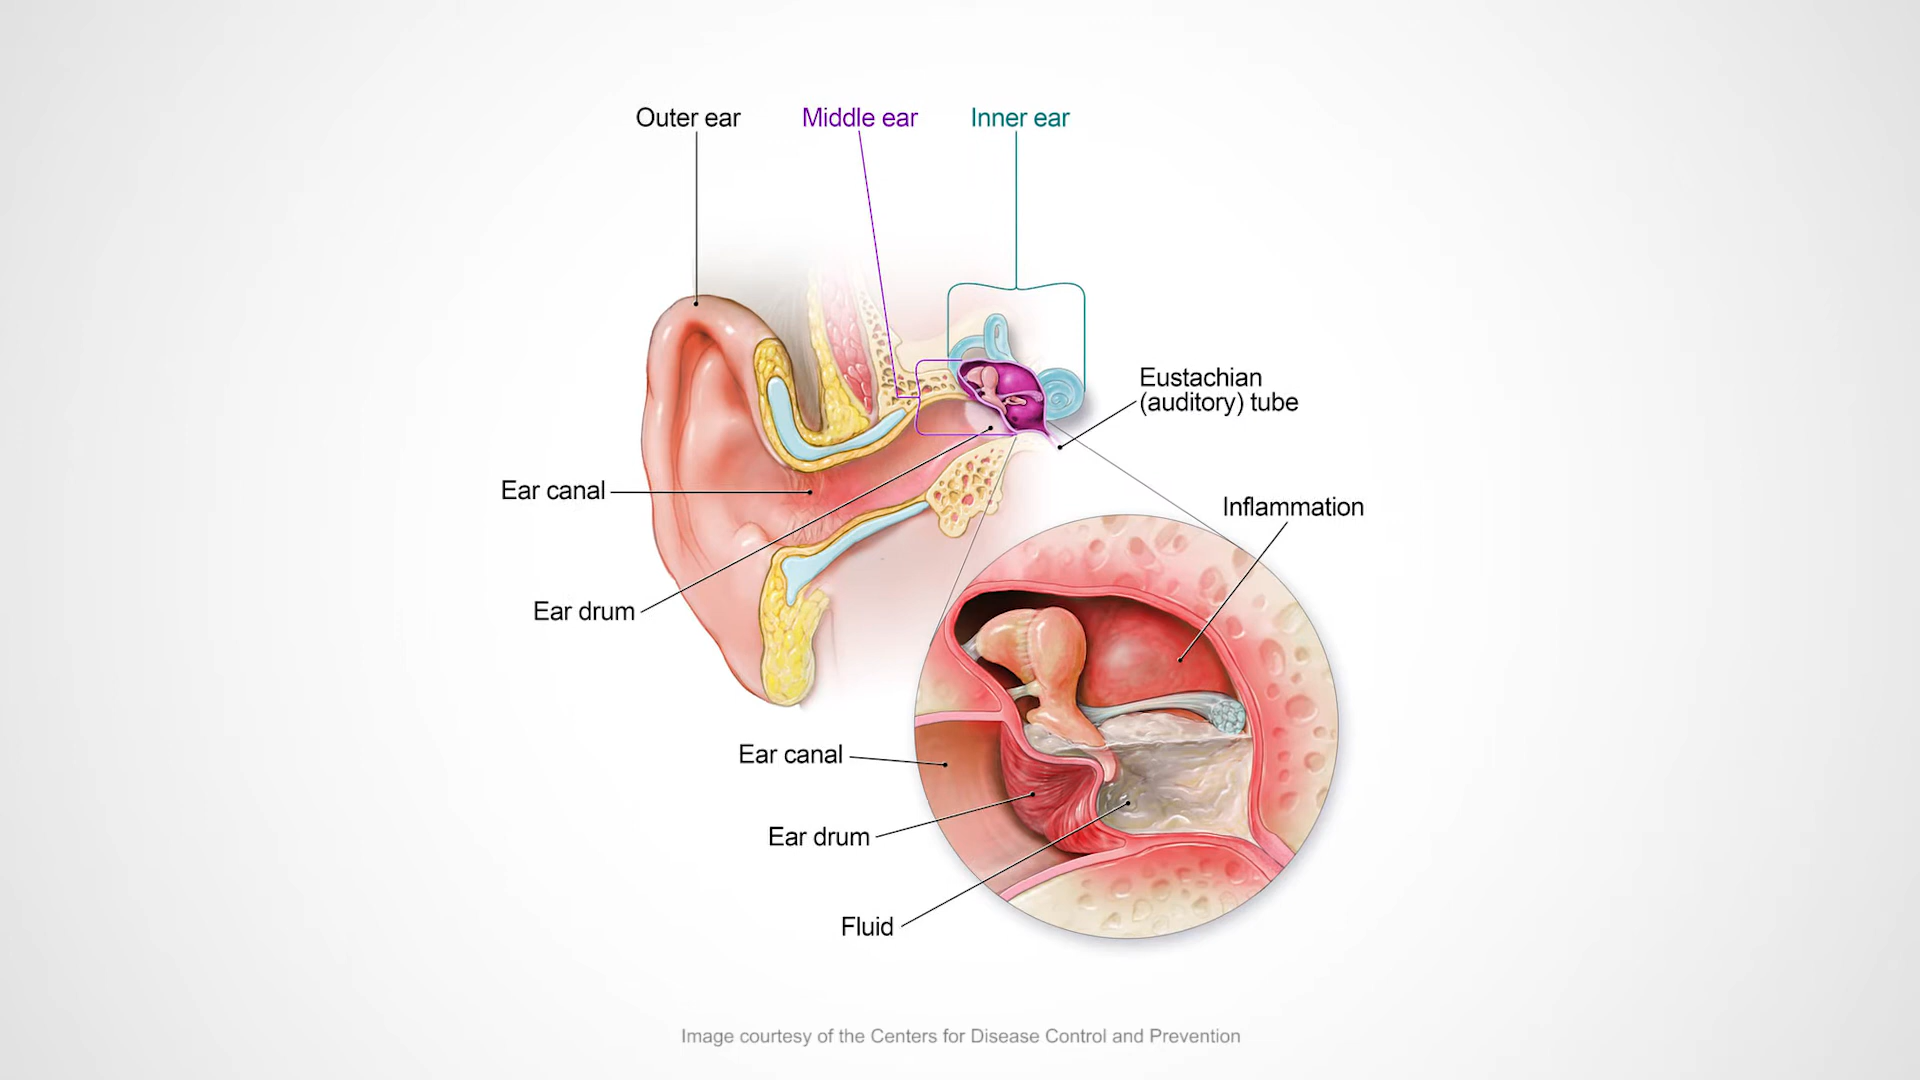 Outer ear
Middle ear
Inner ear
Eustachian
(auditory) tube
Ear canal
Inflammation
Ear drum
Ear canal
Ear drum
Fluid
Image courtesy of the Centers for Disease Control and Prevention